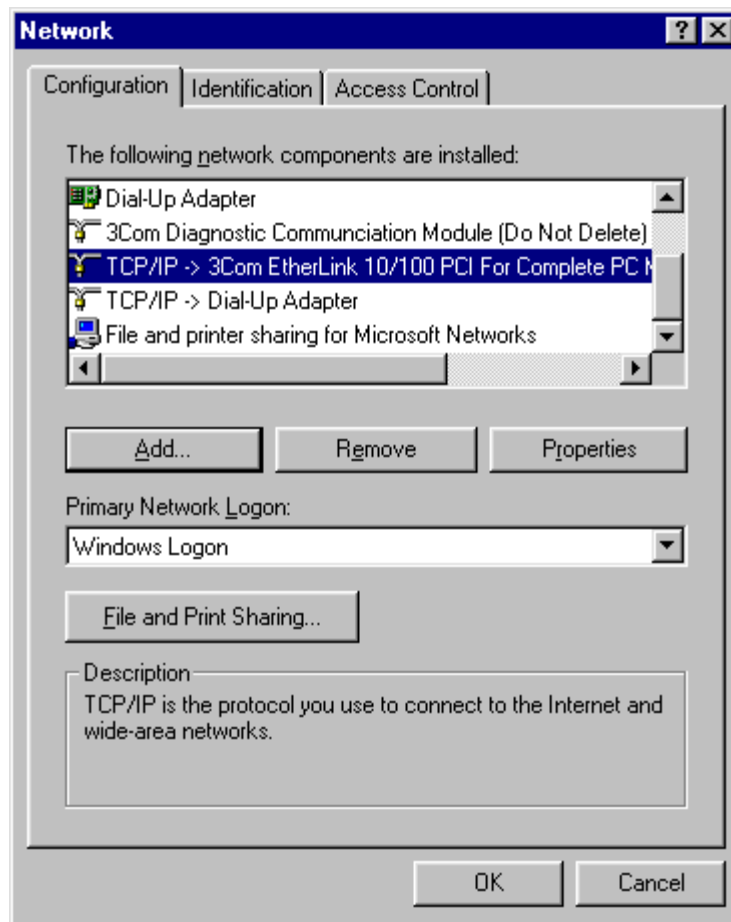 Network
Configuration
Identification
Access Control
The following network components are installed:
Dial-Up Adapter
3Com Diagnostic Communciation Module (Do Not Delete)
TCP/IP -> 3Com EtherLink 10/100 PCI For Complete PC
TCP/IP -> Dial-Up Adapter
File and printer sharing for Microsoft Networks
Add...
Remove
Properties
Primary Network Logon:
Windows Logon
File and Print Sharing...
Description
TCP/IP is the protocol you use to connect to the Internet and
wide-area networks.
OK
Cancel